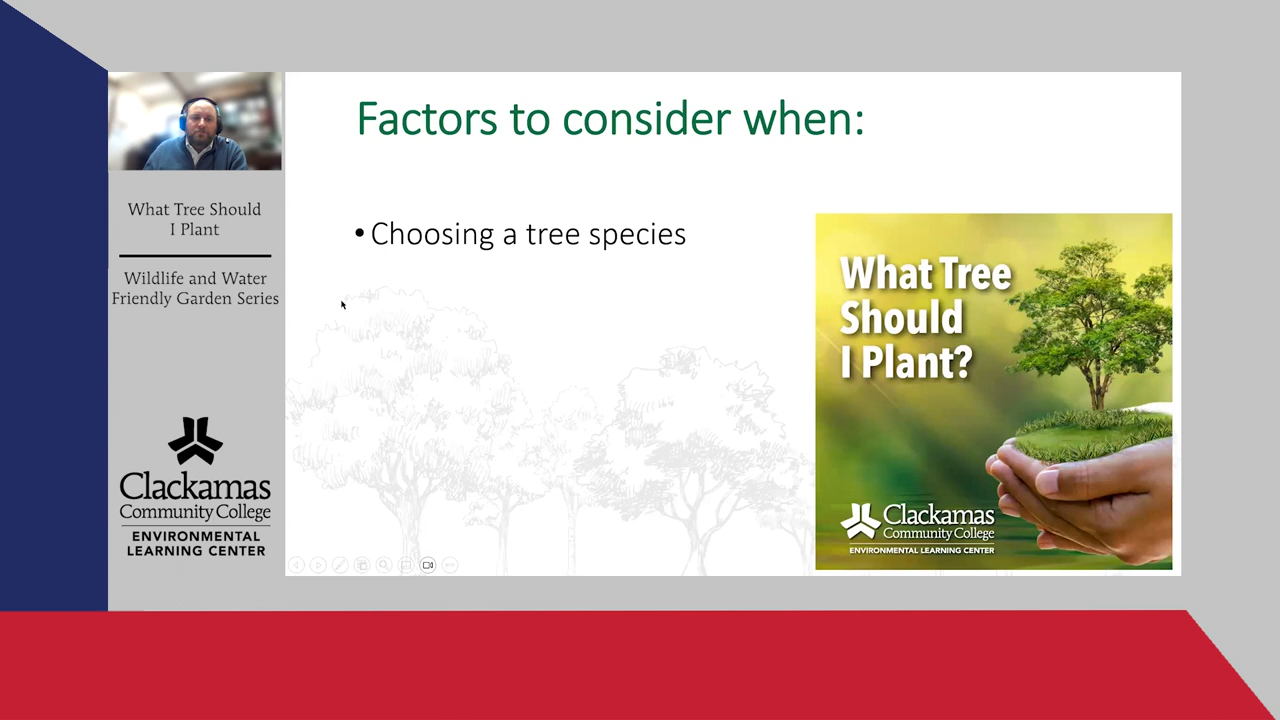 What Tree Should
I Plant
Wildlife and Water
Friendly Garden Series
Clackamas
Community College
ENVIRONMENTAL
LEARNING CENTER
Factors to consider when:
• Choosing a tree species
What Tree
Should
I Plant?
Clackamas
Community College
ENVIRONMENTAL LEARNING CENTER